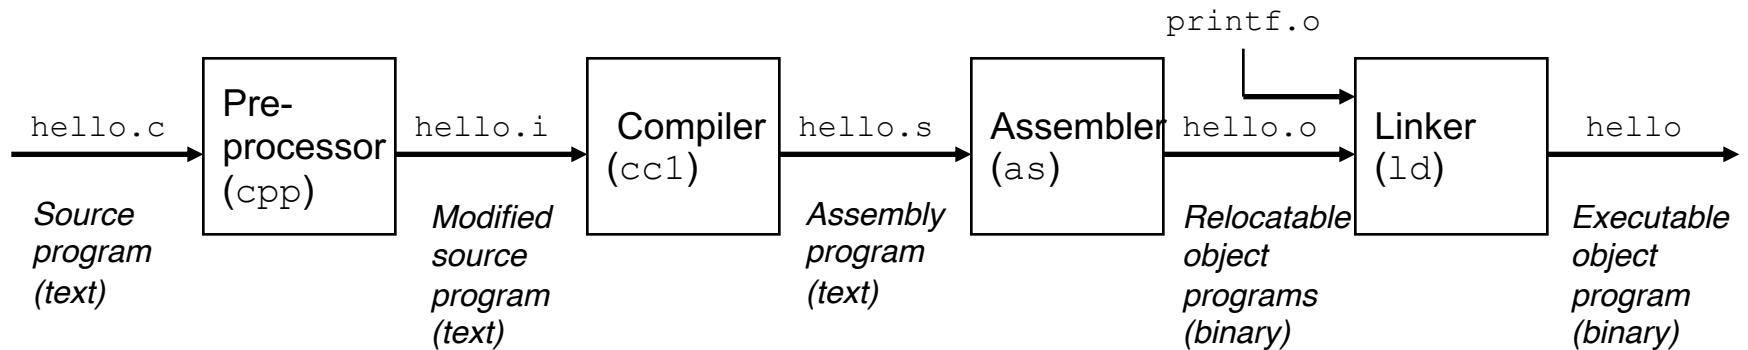 printf.o
hello.c
Pre-
processor
(cpp)
hello.i
Compiler
(cc1)
hello.s
Assembler
(as)
hello.o
Linker
(ld)
hello
Source
program
(text)
Modified
source
program
(text)
Assembly
program
(text)
Relocatable
object
programs
(binary)
Executable
object
program
(binary)